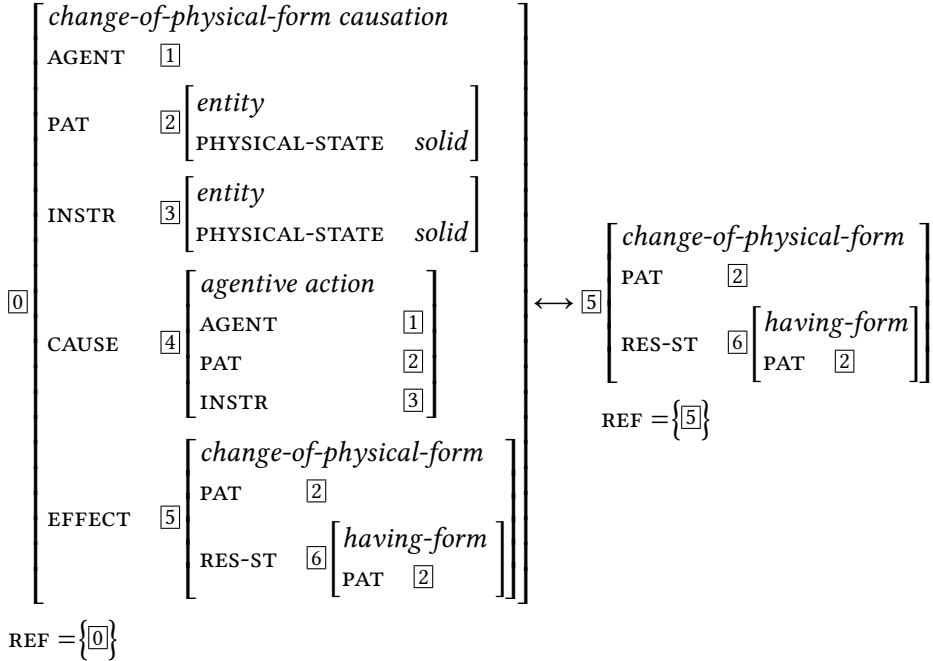 change-of-physical-form causation
AGENT 1
PAT 2 entity
PHYSICAL-STATE solid
INSTR 3 entity
PHYSICAL-STATE solid
0
CAUSE 4 agentive action
AGENT 1
PAT 2
INSTR 3
EFFECT 5 change-of-physical-form
PAT 2
RES-ST 6 having-form
PAT 2
REF = {0}
↔
5 change-of-physical-form
PAT 2
RES-ST 6 having-form
PAT 2
REF = {5}